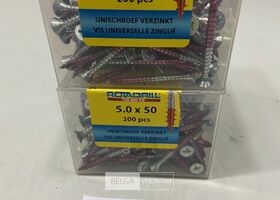 200 pcs
UNISCHROEF VERZINKT
VIS UNIVERSELLE ZINGUÉ
ROTADRILL
5.0 x 50
200 pcs
UNISCHROEF VERZINKT
VIS UNIVERSELLE ZINGUÉ
BELGA